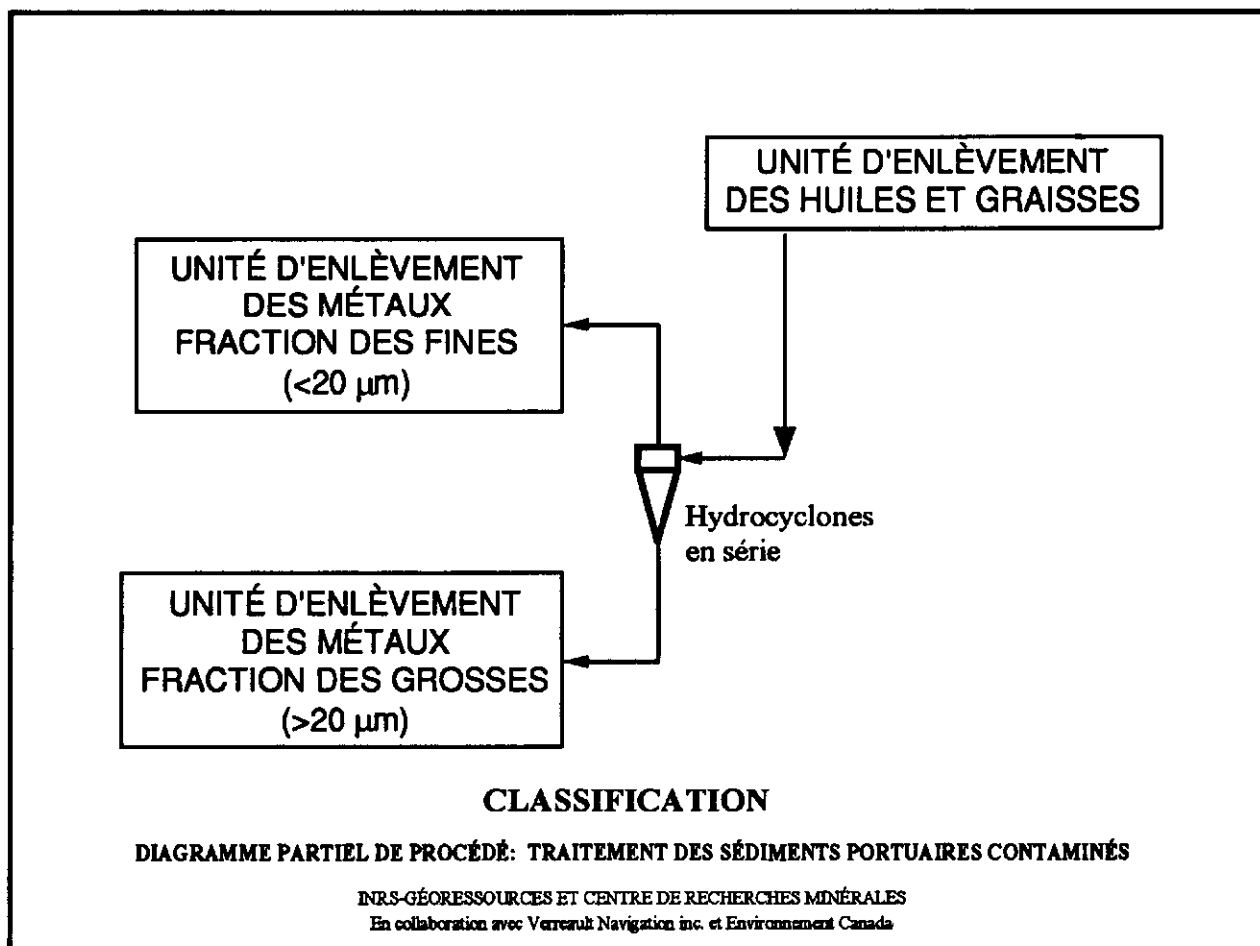 UNITÉ D'ENLÈVEMENT
DES HUILES ET GRAISSES
UNITÉ D'ENLÈVEMENT
DES MÉTAUX
FRACTION DES FINES
(<20 µm)
Hydrocyclones
en série
UNITÉ D'ENLÈVEMENT
DES MÉTAUX
FRACTION DES GROSSES
(>20 µm)
CLASSIFICATION
DIAGRAMME PARTIEL DE PROCÉDÉ: TRAITEMENT DES SÉDIMENTS PORTUAIRES CONTAMINÉS
INRS-GÉORESSOURCES ET CENTRE DE RECHERCHES MINÉRALES
En collaboration avec Verreault Navigation inc. et Environnement Canada